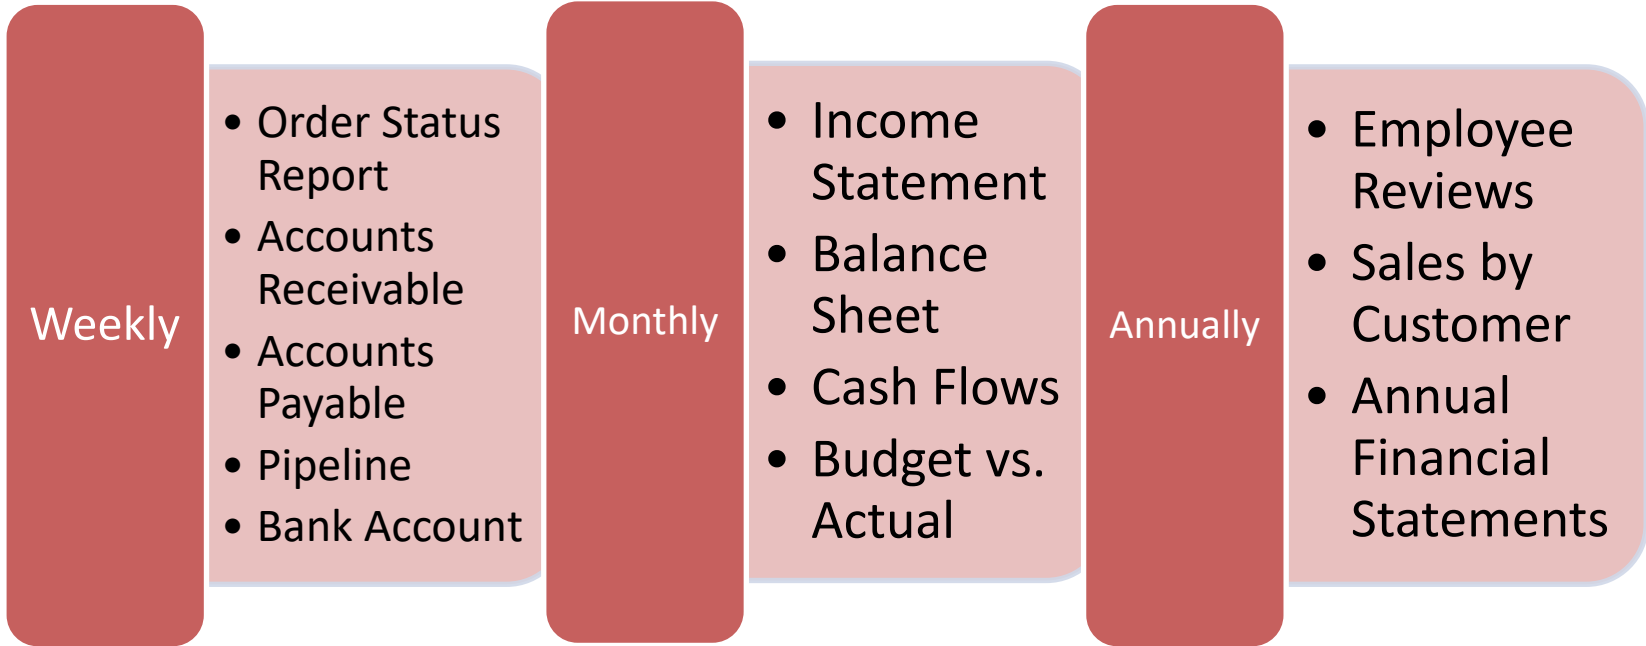 Weekly
• Order Status
Report
• Accounts
Receivable
• Accounts
Payable
• Pipeline
• Bank Account
Monthly
• Income
Statement
• Balance
Sheet
• Cash Flows
• Budget vs.
Actual
Annually
• Employee
Reviews
• Sales by
Customer
• Annual
Financial
Statements